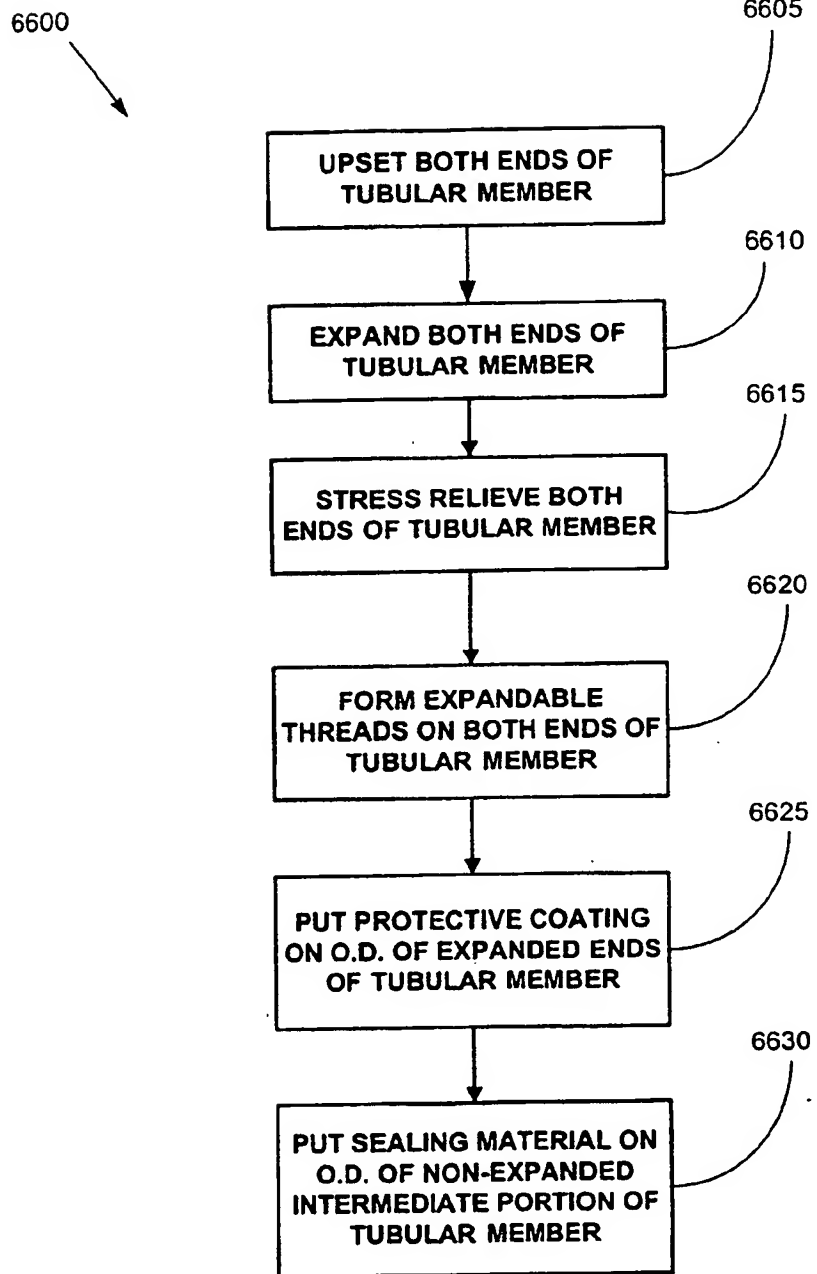 6600
6605
UPSET BOTH ENDS OF
TUBULAR MEMBER
6610
EXPAND BOTH ENDS OF
TUBULAR MEMBER
6615
STRESS RELIEVE BOTH
ENDS OF TUBULAR MEMBER
6620
FORM EXPANDABLE
THREADS ON BOTH ENDS OF
TUBULAR MEMBER
6625
PUT PROTECTIVE COATING
ON O.D. OF EXPANDED ENDS
OF TUBULAR MEMBER
6630
PUT SEALING MATERIAL ON
O.D. OF NON-EXPANDED
INTERMEDIATE PORTION OF
TUBULAR MEMBER